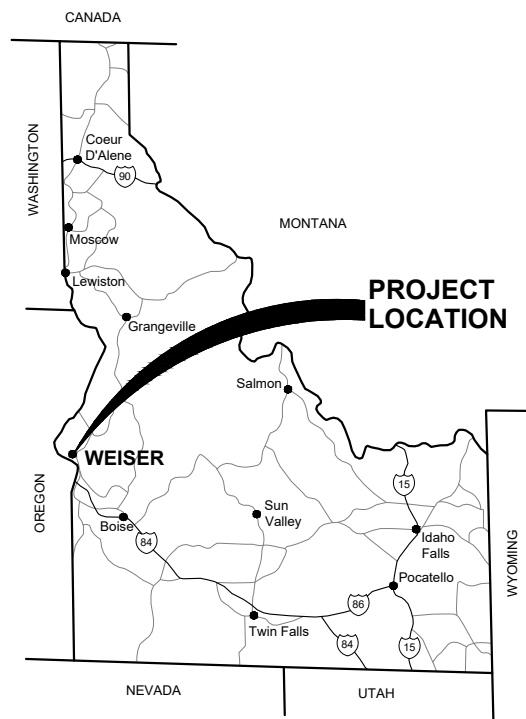 CANADA
WASHINGTON
Coeur
D'Alene
90
Moscow
MONTANA
Lewiston
PROJECT
LOCATION
Grangeville
Salmon
WEISER
OREGON
15
Sun
Valley
Boise
84
Idaho
Falls
WYOMING
Pocatello
86
Twin Falls
84
15
NEVADA
UTAH